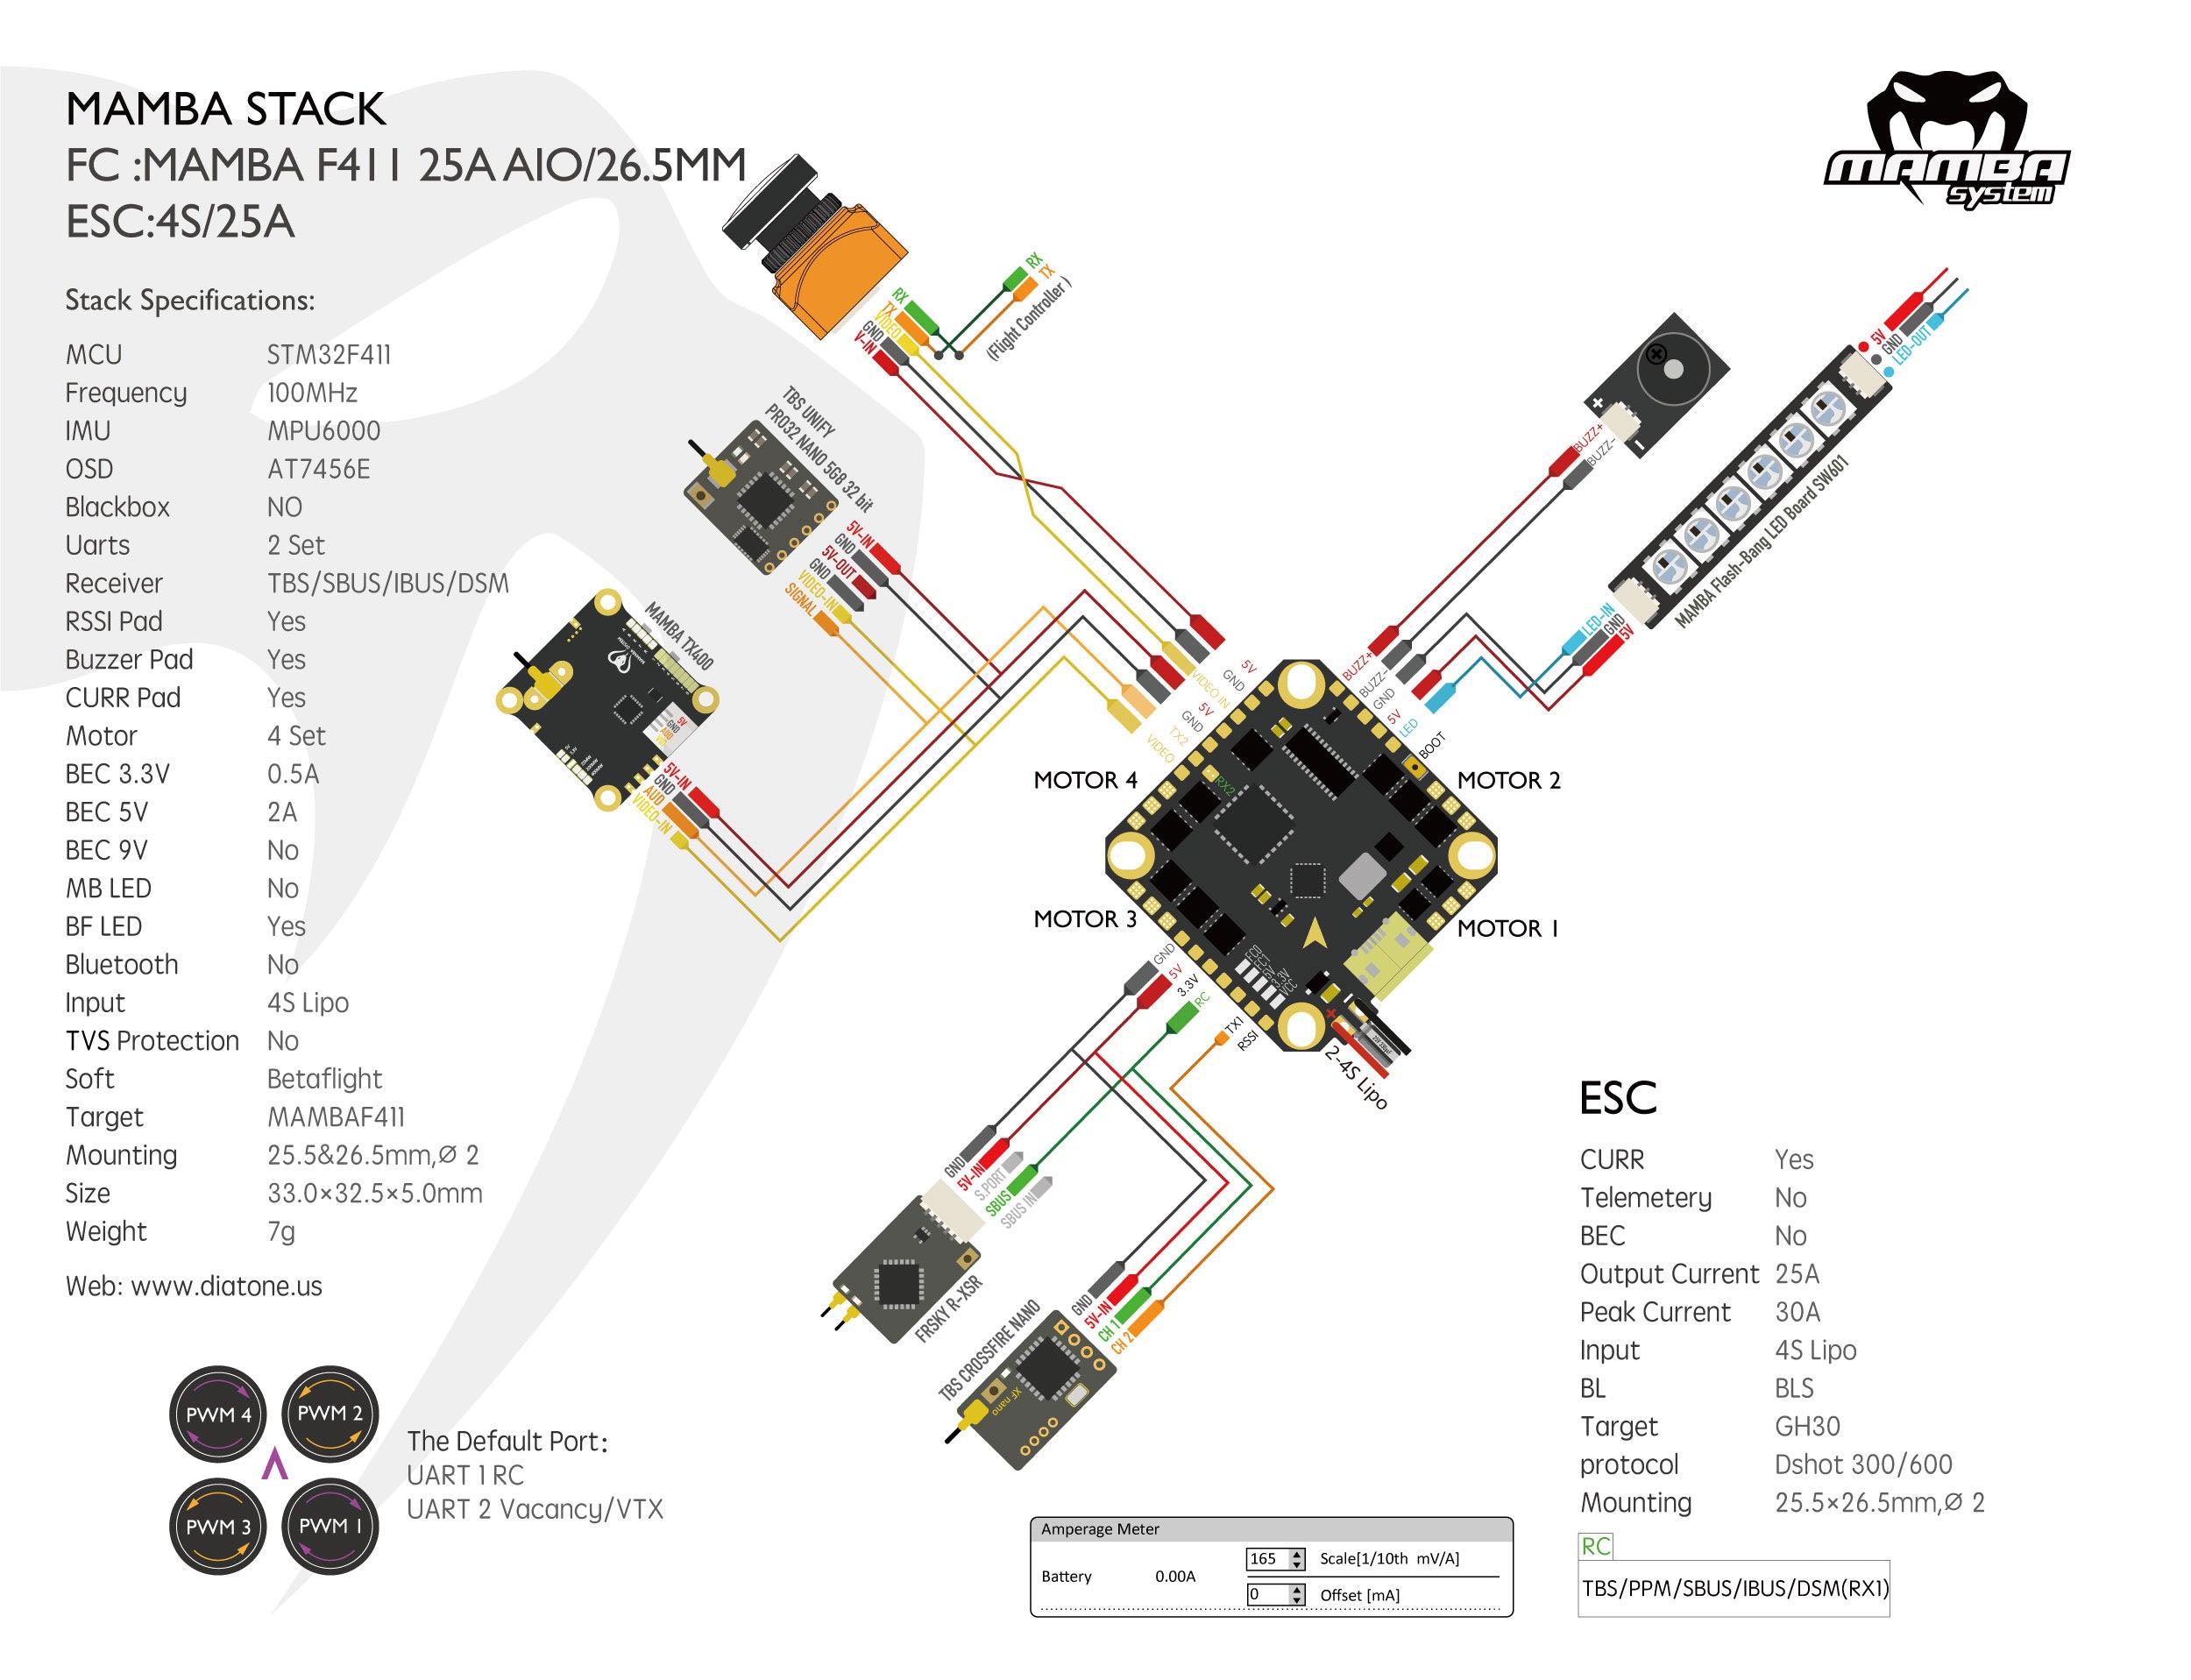 MAMBA STACK
FC :MAMBA F411 25A AIO/26.5MM
ESC:4S/25A
MAMBA
system
Stack Specifications:
MCU STM32F411
Frequency 100MHz
IMU MPU6000
OSD AT7456E
Blackbox NO
Uarts 2 Set
Receiver TBS/SBUS/IBUS/DSM
RSSI Pad Yes
Buzzer Pad Yes
CURR Pad Yes
Motor 4 Set
BEC 3.3V 0.5A
BEC 5V 2A
BEC 9V No
MB LED No
BF LED Yes
Bluetooth No
Input 4S Lipo
TVS Protection No
Soft Betaflight
Target MAMBAF411
Mounting 25.5&26.5mm,Ø 2
Size 33.0×32.5×5.0mm
Weight 7g
Web: www.diatone.us
PWM 4
PWM 2
PWM 3
PWM 1
The Default Port:
UART 1 RC
UART 2 Vacancy/VTX
RX
TX
VIDEO
GND
V-IN
RX
TX
(Flight Controller )
TBS UNIFY
PRO32 NANO 5G8 32 bit
5V-IN
GND
5V-OUT
GND
VIDEO-IN
SIGNAL
MAMBA TX400
5V
GND
AUD
5V-IN
GND
AUD
VIDEO-IN
5V
GND
VIDEO IN
5V
GND
TX2
VIDEO
RX2
BUZZ+
BUZZ-
+
-
BUZZ+
BUZZ-
GND
5V
LED
BOOT
5V
GND
LED-OUT
MAMBA Flash-Bang LED Board SW601
LED-IN
GND
5V
MOTOR 4
MOTOR 2
MOTOR 3
MOTOR 1
GND
5V
3.3V
RC
TX1
RSSI
VCC
+
-
2-4S Lipo
GND
5V-IN
S.PORT
SBUS
SBUS IN
FRSKY R-XSR
GND
5V-IN
CH 1
CH 2
TBS CROSSFIRE NANO
XF nano
ESC
CURR Yes
Telemetery No
BEC No
Output Current 25A
Peak Current 30A
Input 4S Lipo
BL BLS
Target GH30
protocol Dshot 300/600
Mounting 25.5×26.5mm,Ø 2
RC
TBS/PPM/SBUS/IBUS/DSM(RX1)
Amperage Meter
Battery 0.00A
165 Scale[1/10th mV/A]
0 Offset [mA]